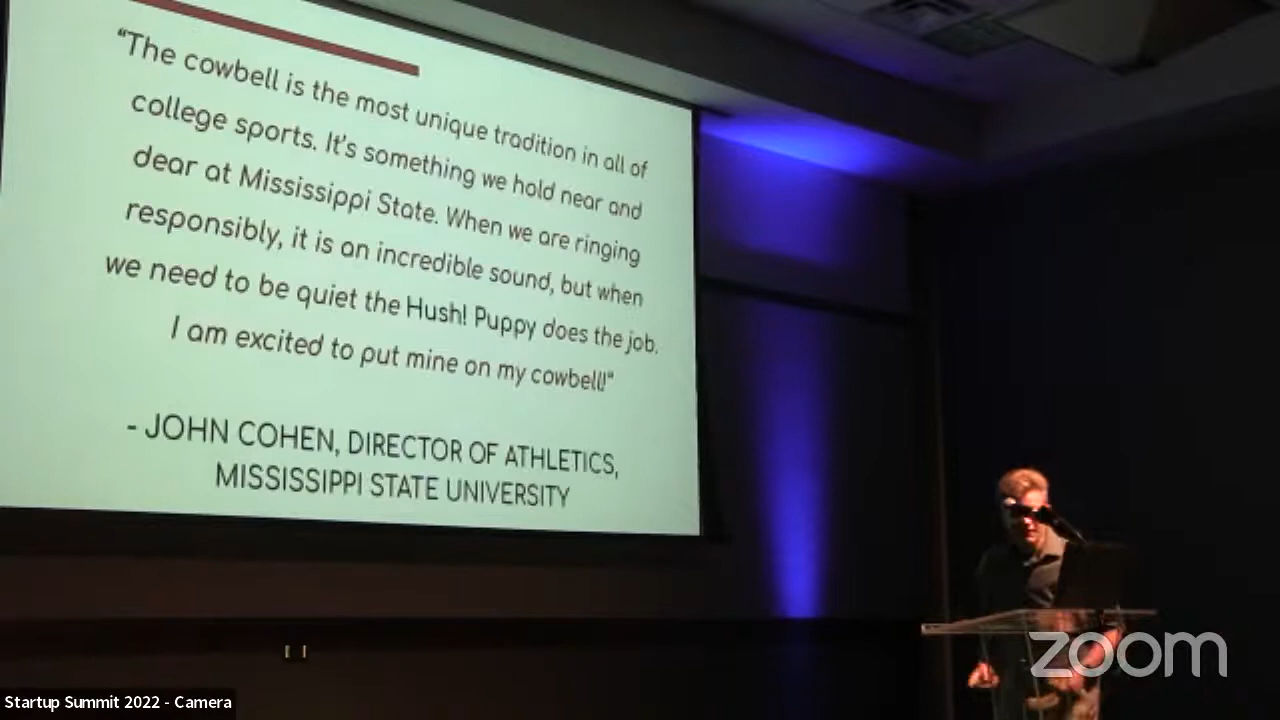 “The cowbell is the most unique tradition in all of
college sports. It's something we hold near and
dear at Mississippi State. When we are ringing
responsibly, it is an incredible sound, but when
we need to be quiet the Hush! Puppy does the job.
I am excited to put mine on my cowbell!"
- JOHN COHEN, DIRECTOR OF ATHLETICS,
MISSISSIPPI STATE UNIVERSITY
zoom
Startup Summit 2022 - Camera